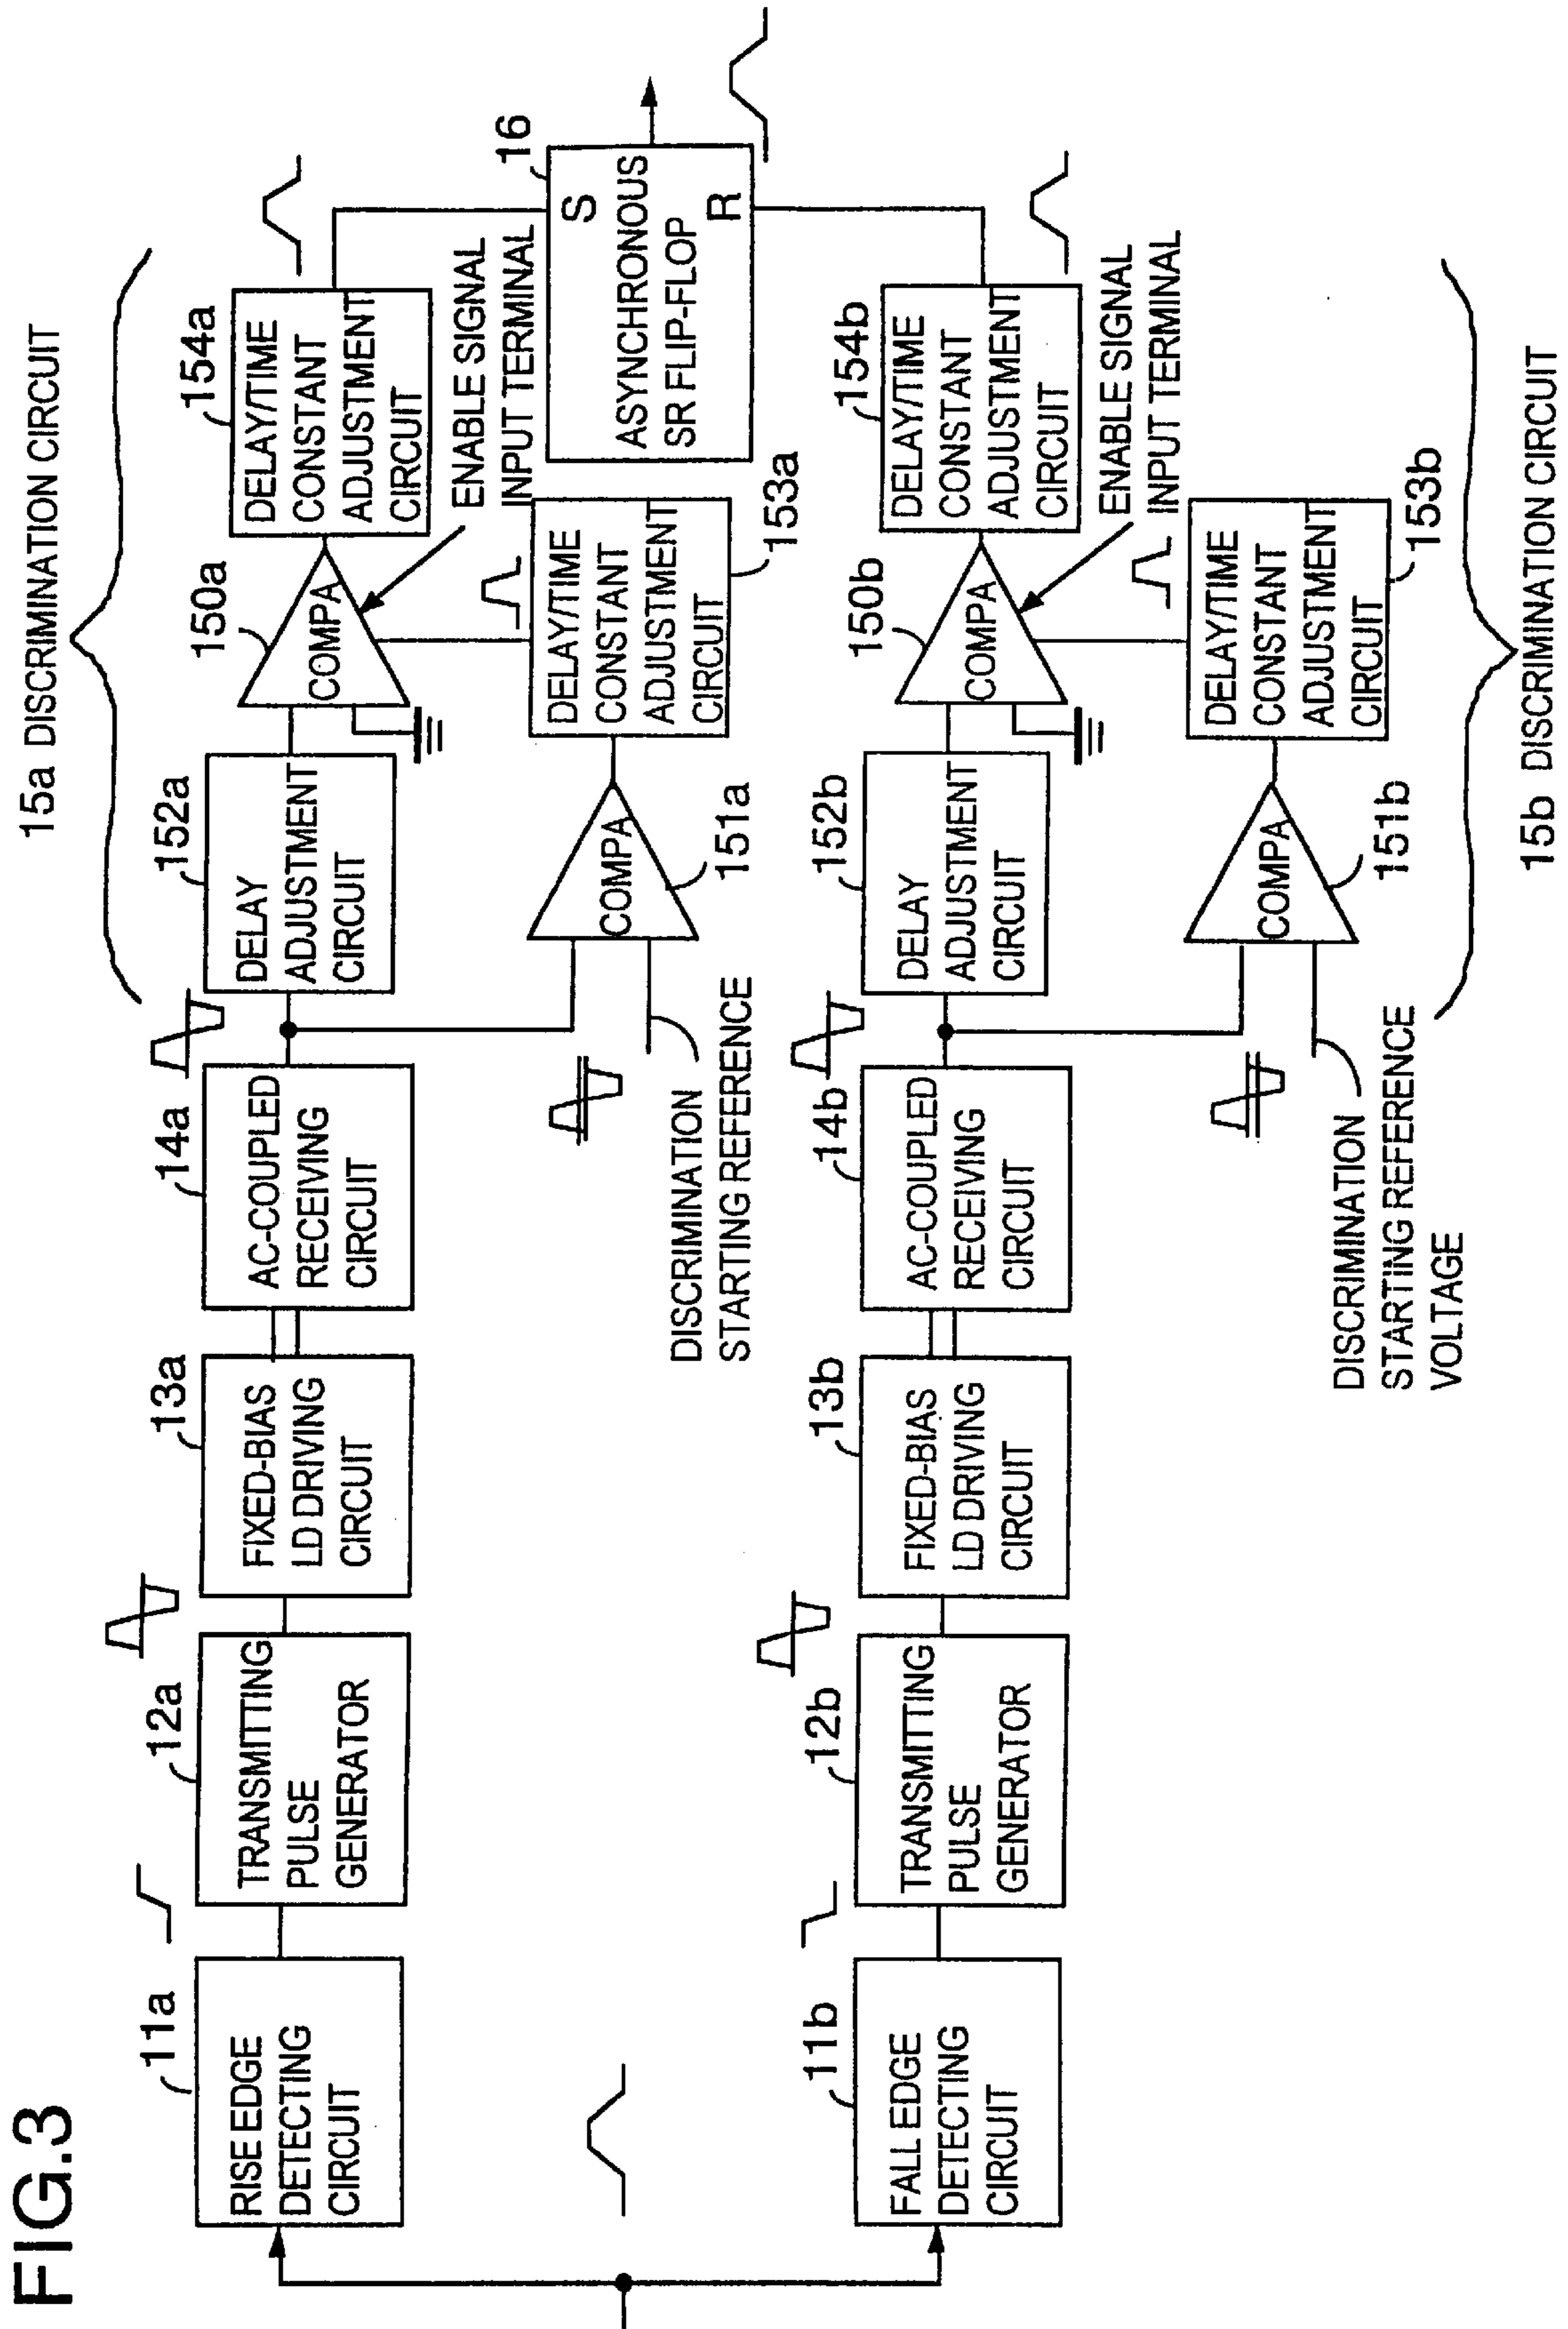 FIG.3
15a DISCRIMINATION CIRCUIT
11a
RISE EDGE
DETECTING
CIRCUIT
12a
TRANSMITTING
PULSE
GENERATOR
13a
FIXED-BIAS
LD DRIVING
CIRCUIT
14a
AC-COUPLED
RECEIVING
CIRCUIT
152a
DELAY
ADJUSTMENT
CIRCUIT
150a
COMPA
154a
DELAY/TIME
CONSTANT
ADJUSTMENT
CIRCUIT
ENABLE SIGNAL
INPUT TERMINAL
DISCRIMINATION
STARTING REFERENCE
COMPA
151a
DELAY/TIME
CONSTANT
ADJUSTMENT
CIRCUIT
153a
16
S
ASYNCHRONOUS
SR FLIP-FLOP
R
11b
FALL EDGE
DETECTING
CIRCUIT
12b
TRANSMITTING
PULSE
GENERATOR
13b
FIXED-BIAS
LD DRIVING
CIRCUIT
14b
AC-COUPLED
RECEIVING
CIRCUIT
152b
DELAY
ADJUSTMENT
CIRCUIT
150b
COMPA
154b
DELAY/TIME
CONSTANT
ADJUSTMENT
CIRCUIT
ENABLE SIGNAL
INPUT TERMINAL
DISCRIMINATION
STARTING REFERENCE
VOLTAGE
COMPA
151b
DELAY/TIME
CONSTANT
ADJUSTMENT
CIRCUIT
153b
15b DISCRIMINATION CIRCUIT